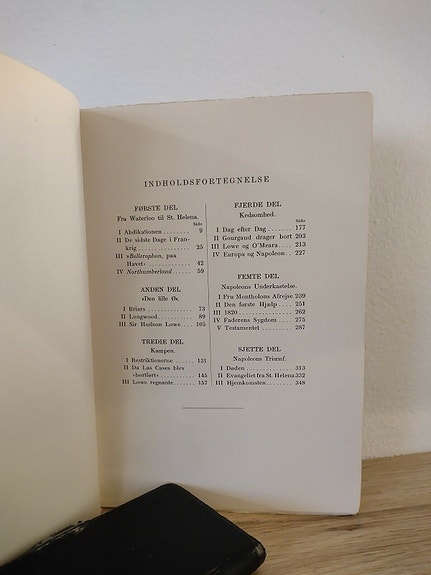 INDHOLDSFORTEGNELSE
FØRSTE DEL
Fra Waterloo til St. Helena.
Side
I Abdikationen ....... 9
II De sidste Dage i Fran-
krig ............ 25
III »Bellerophon, paa
Havet« .......... 42
IV Northumberland ..... 59
ANDEN DEL
»Den lille Ø«.
I Briars ............ 73
II Longwood .......... 89
III Sir Hudson Lowe... 105
TREDIE DEL
Kampen.
I Restriktionerne ..... 131
II Da Las Cases blev
»bortført« ......... 145
III Lowe regnante ...... 157
FJERDE DEL
Kedsomhed.
Side
I Dag efter Dag ....... 177
II Gourgaud drager bort 203
III Lowe og O'Meara .... 213
IV Europa og Napoleon.. 227
FEMTE DEL
Napoleons Underkastelse.
I Fru Montholons Afrejse 239
II Den første Hjælp .... 251
III 1820 ............. 262
IV Faderens Sygdom .... 275
V Testamentet ........ 287
SJETTE DEL
Napoleons Triumf.
I Døden ............ 313
II Evangeliet fra St. Helena 332
III Hjemkomsten ....... 348